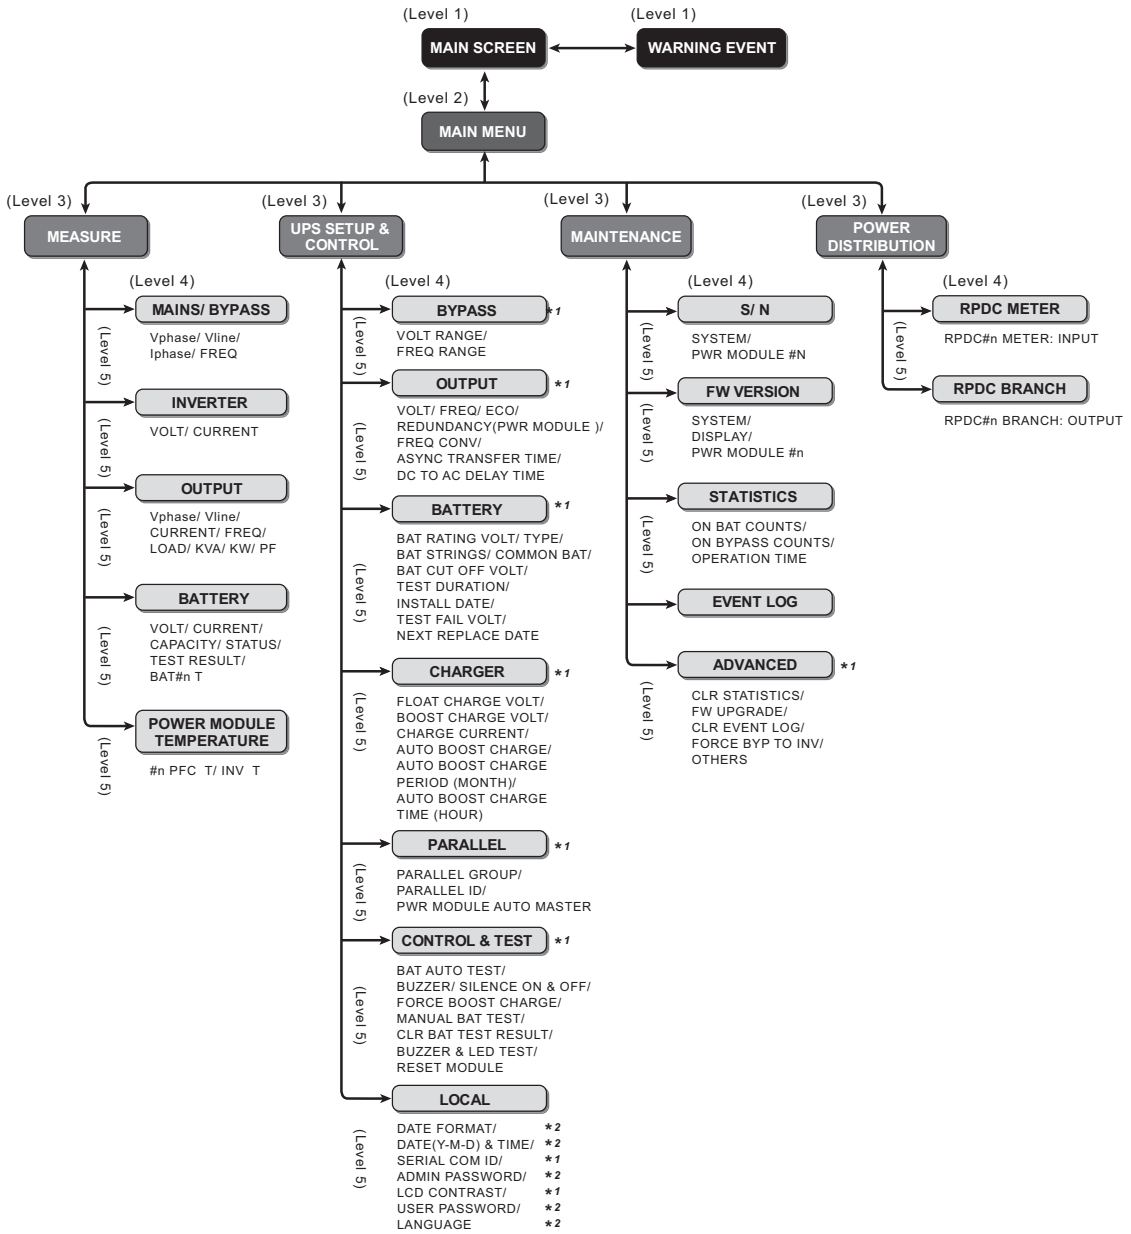 (Level 1)
MAIN SCREEN
(Level 1)
WARNING EVENT
(Level 2)
MAIN MENU
(Level 3)
MEASURE
(Level 4)
MAINS/ BYPASS
(Level 5)
Vphase/ Vline/
Iphase/ FREQ
INVERTER
(Level 5)
VOLT/ CURRENT
OUTPUT
(Level 5)
Vphase/ Vline/
CURRENT/ FREQ/
LOAD/ KVA/ KW/ PF
BATTERY
(Level 5)
VOLT/ CURRENT/
CAPACITY/ STATUS/
TEST RESULT/
BAT#n T
POWER MODULE
TEMPERATURE
(Level 5)
#n PFC T/ INV T
(Level 3)
UPS SETUP &
CONTROL
(Level 4)
BYPASS *1
(Level 5)
VOLT RANGE/
FREQ RANGE
OUTPUT *1
(Level 5)
VOLT/ FREQ/ ECO/
REDUNDANCY(PWR MODULE )/
FREQ CONV/
ASYNC TRANSFER TIME/
DC TO AC DELAY TIME
BATTERY *1
(Level 5)
BAT RATING VOLT/ TYPE/
BAT STRINGS/ COMMON BAT/
BAT CUT OFF VOLT/
TEST DURATION/
INSTALL DATE/
TEST FAIL VOLT/
NEXT REPLACE DATE
CHARGER *1
(Level 5)
FLOAT CHARGE VOLT/
BOOST CHARGE VOLT/
CHARGE CURRENT/
AUTO BOOST CHARGE/
AUTO BOOST CHARGE
PERIOD (MONTH)/
AUTO BOOST CHARGE
TIME (HOUR)
PARALLEL *1
(Level 5)
PARALLEL GROUP/
PARALLEL ID/
PWR MODULE AUTO MASTER
CONTROL & TEST *1
(Level 5)
BAT AUTO TEST/
BUZZER/ SILENCE ON & OFF/
FORCE BOOST CHARGE/
MANUAL BAT TEST/
CLR BAT TEST RESULT/
BUZZER & LED TEST/
RESET MODULE
LOCAL
(Level 5)
DATE FORMAT/ *2
DATE(Y-M-D) & TIME/ *2
SERIAL COM ID/ *1
ADMIN PASSWORD/ *2
LCD CONTRAST/ *1
USER PASSWORD/ *2
LANGUAGE *2
(Level 3)
MAINTENANCE
(Level 4)
S/ N
(Level 5)
SYSTEM/
PWR MODULE #N
FW VERSION
(Level 5)
SYSTEM/
DISPLAY/
PWR MODULE #n
STATISTICS
(Level 5)
ON BAT COUNTS/
ON BYPASS COUNTS/
OPERATION TIME
EVENT LOG
ADVANCED *1
(Level 5)
CLR STATISTICS/
FW UPGRADE/
CLR EVENT LOG/
FORCE BYP TO INV/
OTHERS
(Level 3)
POWER
DISTRIBUTION
(Level 4)
RPDC METER
(Level 5)
RPDC#n METER: INPUT
RPDC BRANCH
RPDC#n BRANCH: OUTPUT